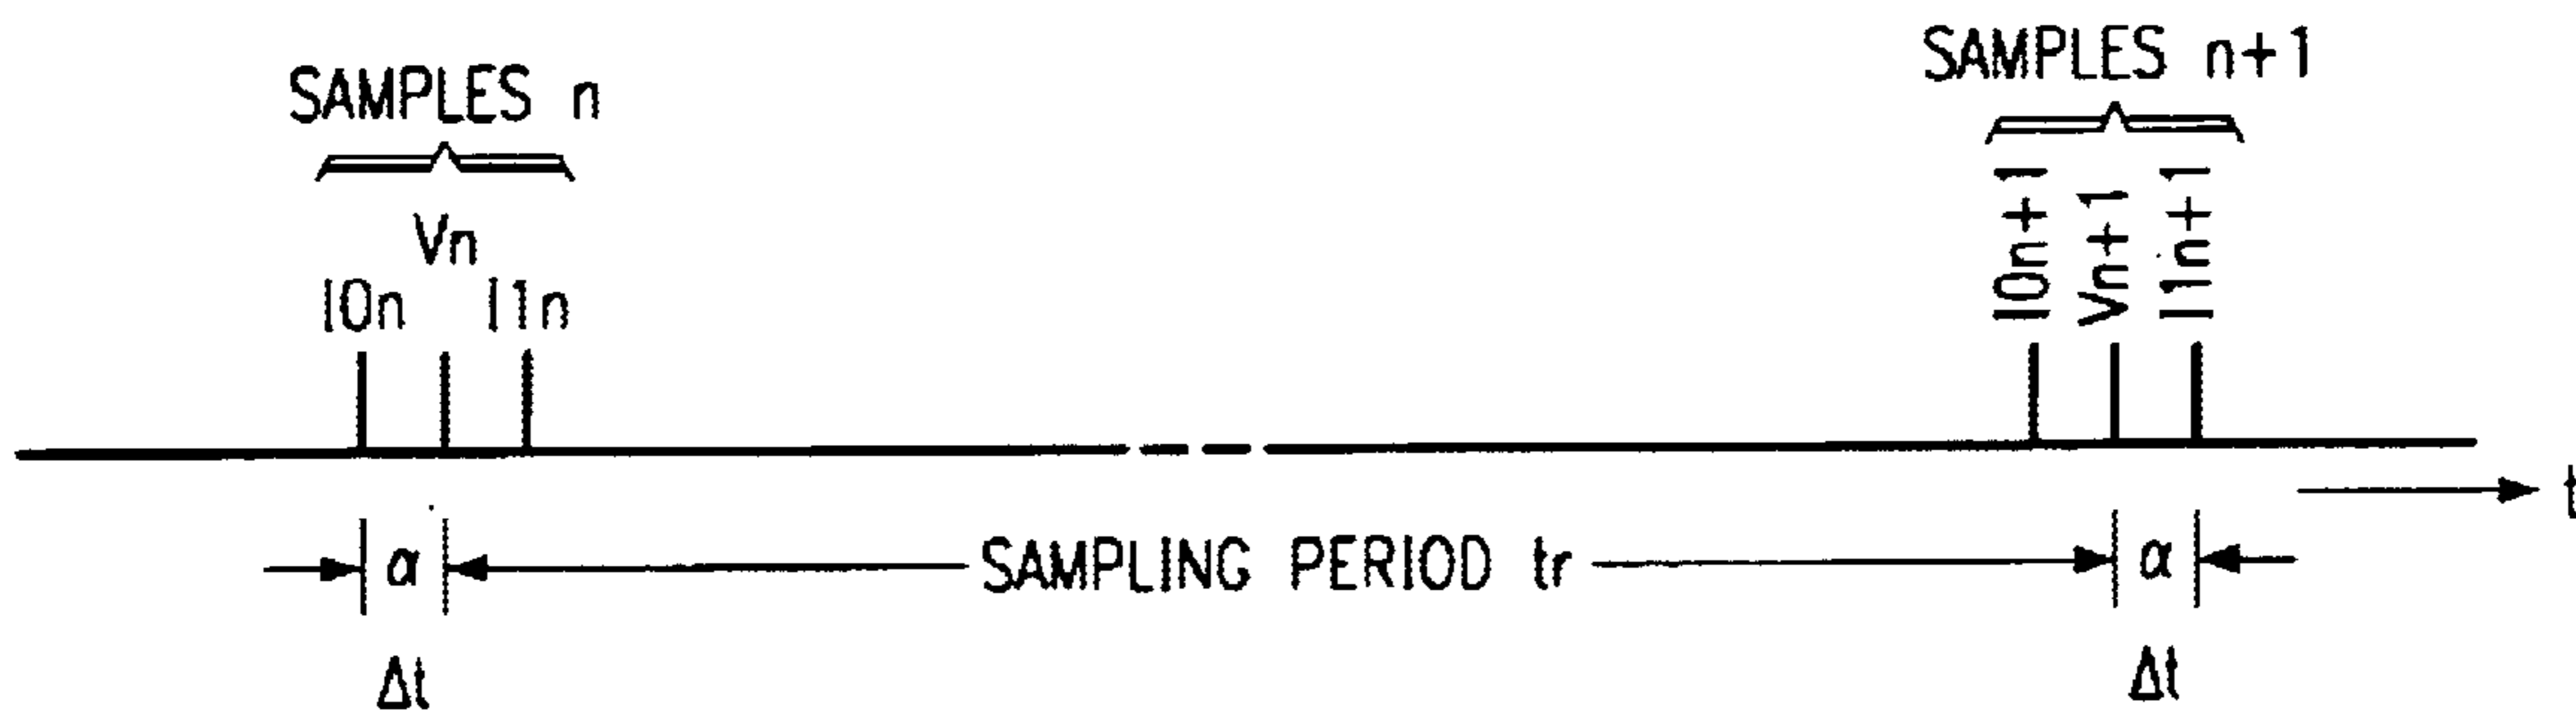 SAMPLES n
Vn
I0n I1n
SAMPLES n+1
I0n+1
Vn+1
I1n+1
t
α
SAMPLING PERIOD tr
α
Δt
Δt